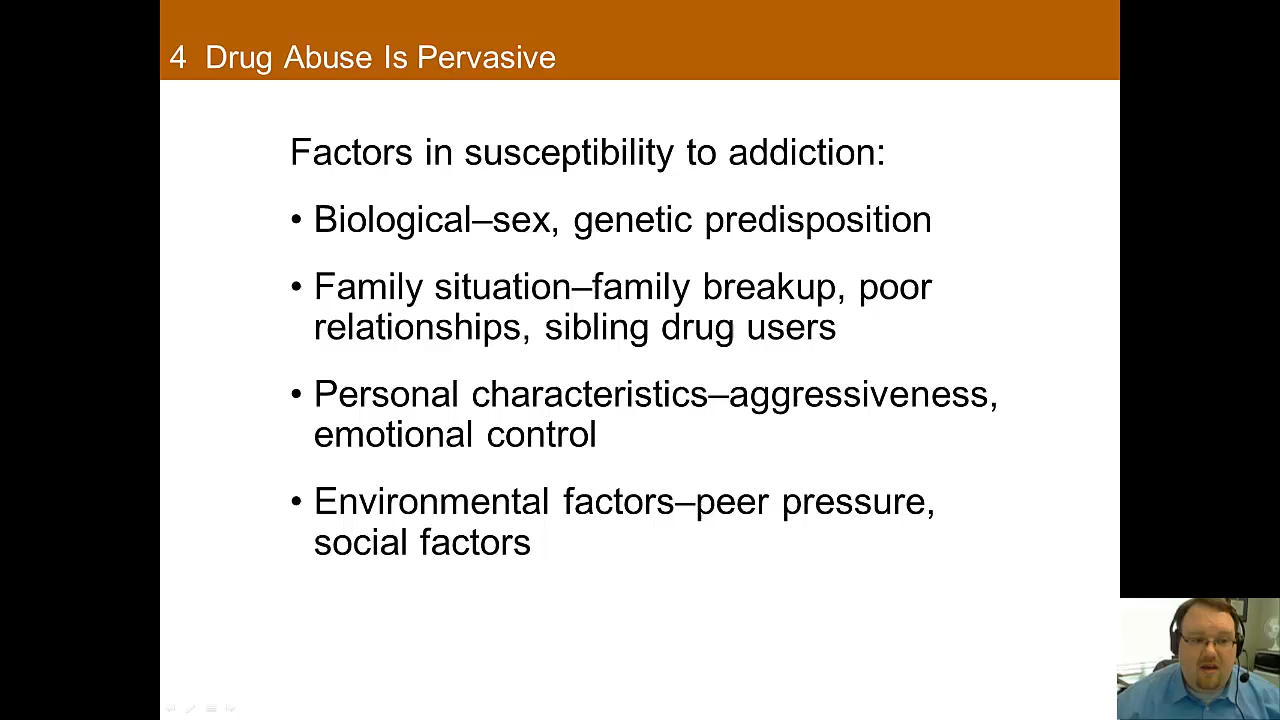 4 Drug Abuse Is Pervasive
Factors in susceptibility to addiction:
• Biological–sex, genetic predisposition
• Family situation–family breakup, poor
relationships, sibling drug users
• Personal characteristics–aggressiveness,
emotional control
• Environmental factors–peer pressure,
social factors